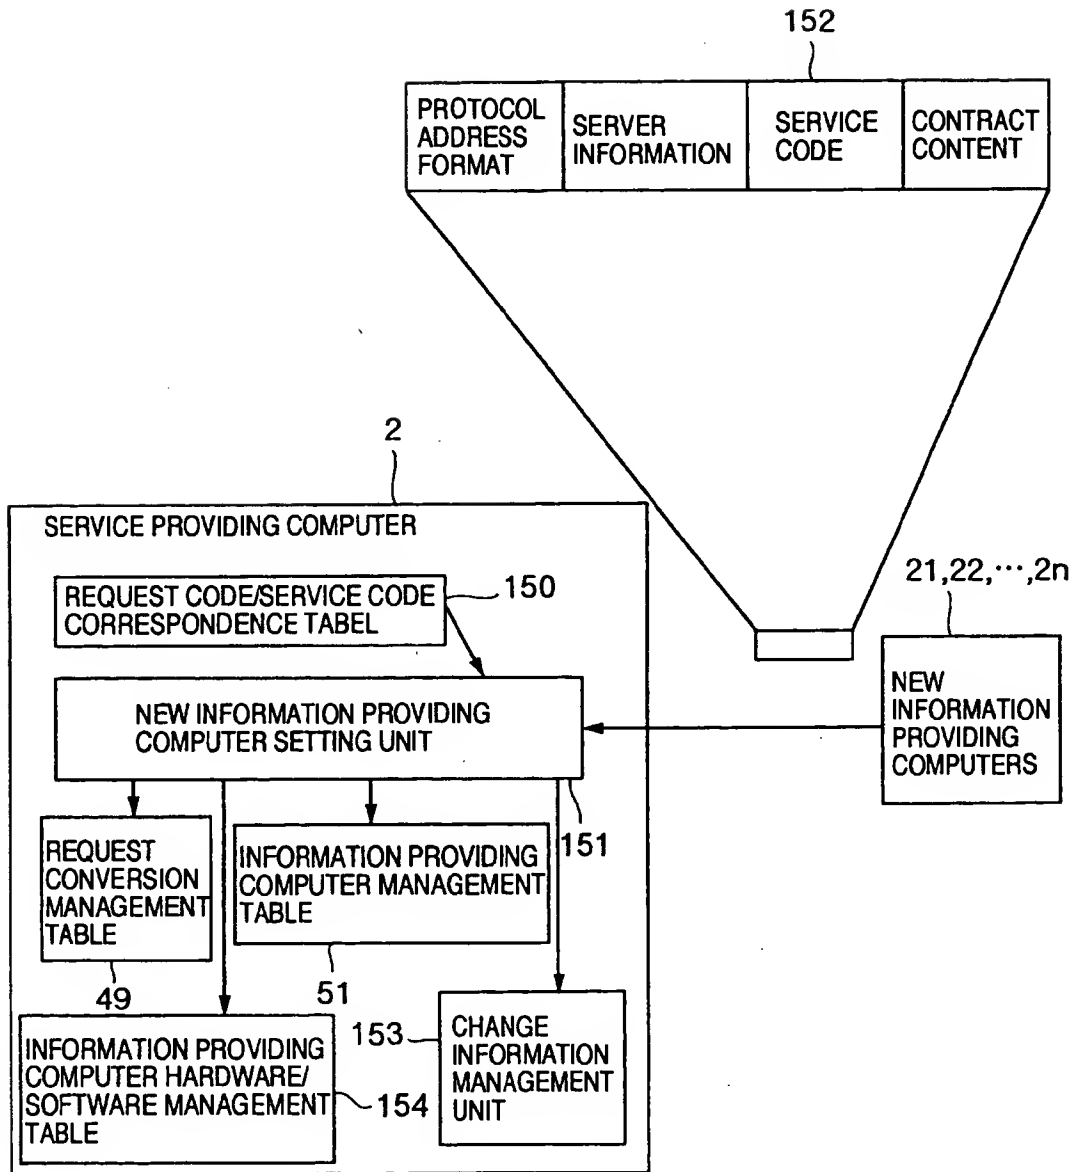 152
PROTOCOL
ADDRESS
FORMAT
SERVER
INFORMATION
SERVICE
CODE
CONTRACT
CONTENT
2
SERVICE PROVIDING COMPUTER
REQUEST CODE/SERVICE CODE
CORRESPONDENCE TABEL
150
21,22,···,2n
NEW INFORMATION PROVIDING
COMPUTER SETTING UNIT
NEW
INFORMATION
PROVIDING
COMPUTERS
151
REQUEST
CONVERSION
MANAGEMENT
TABLE
INFORMATION PROVIDING
COMPUTER MANAGEMENT
TABLE
49
51
153
CHANGE
INFORMATION
MANAGEMENT
UNIT
INFORMATION PROVIDING
COMPUTER HARDWARE/
SOFTWARE MANAGEMENT
TABLE
154